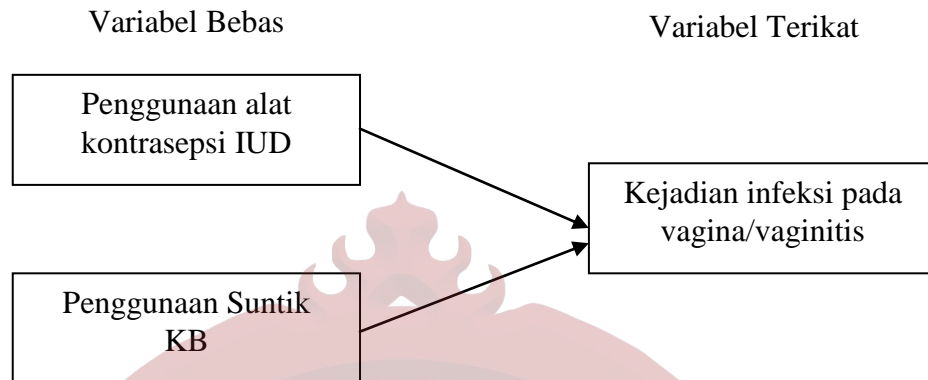 Variabel Bebas
Variabel Terikat
Penggunaan alat
kontrasepsi IUD
Kejadian infeksi pada
vagina/vaginitis
Penggunaan Suntik
KB